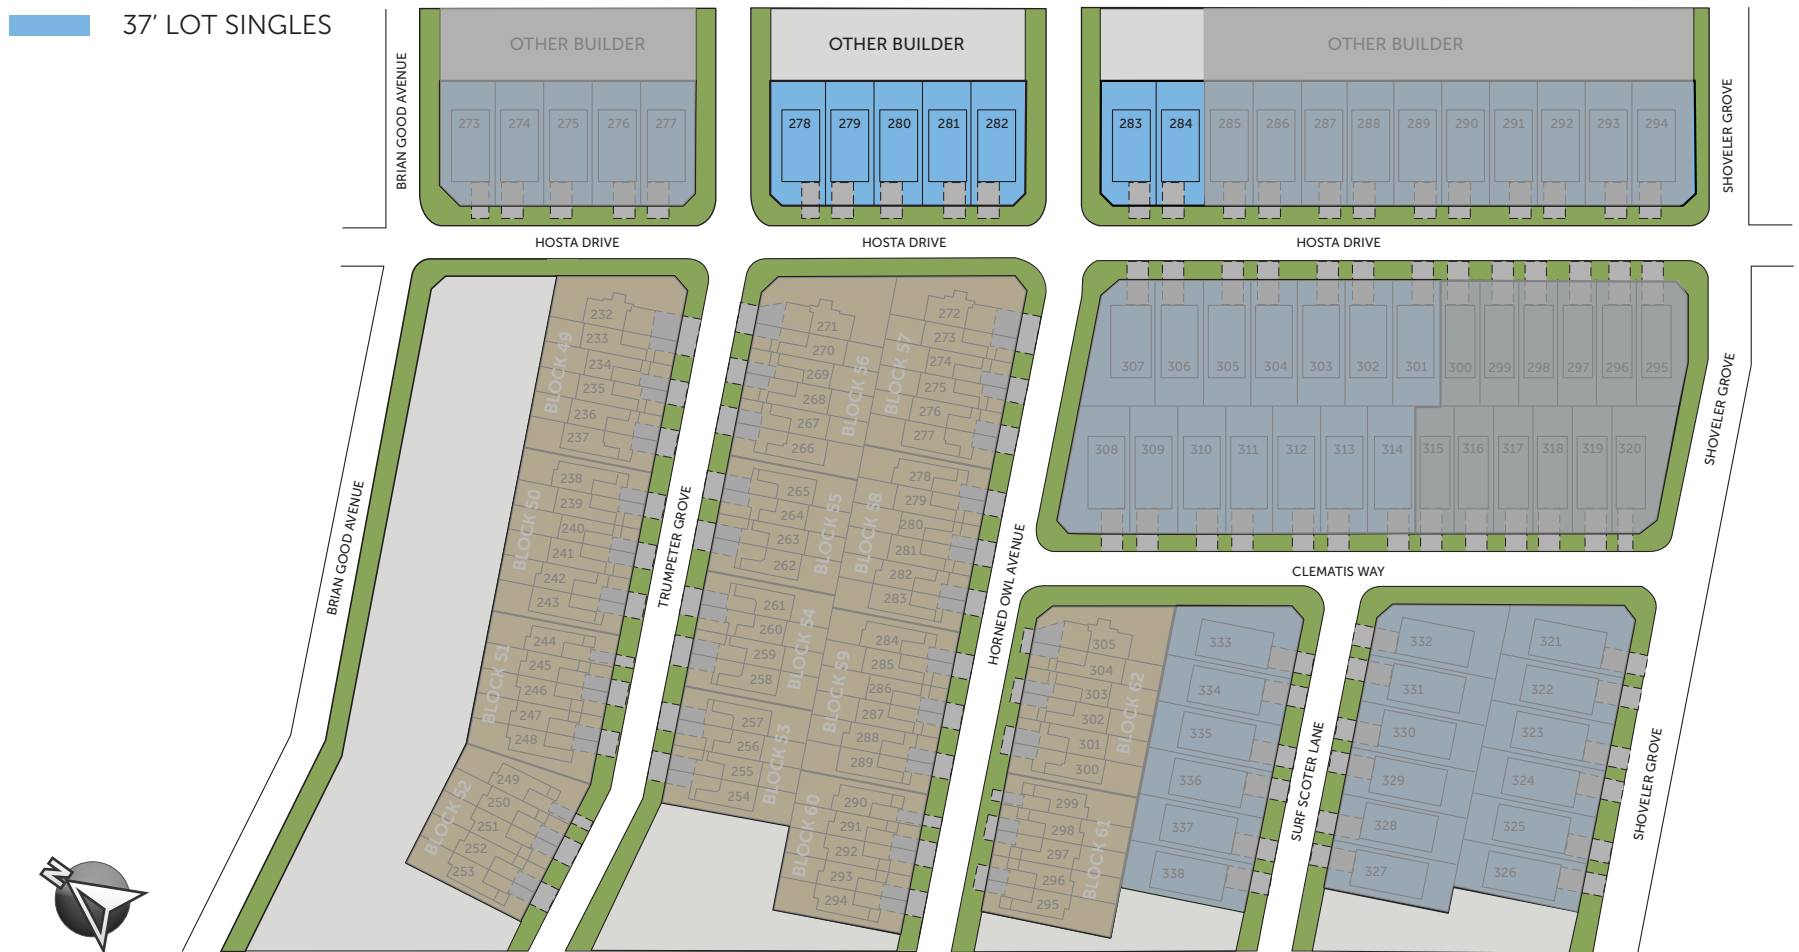 37' LOT SINGLES
OTHER BUILDER
OTHER BUILDER
OTHER BUILDER
BRIAN GOOD AVENUE
SHOVELER GROVE
273 274 275 276 277
278 279 280 281 282
283 284 285 286 287 288 289 290 291 292 293 294
HOSTA DRIVE
HOSTA DRIVE
HOSTA DRIVE
BLOCK 49
232
233
234
235
236
237
BLOCK 50
238
239
240
241
242
243
BLOCK 51
244
245
246
247
248
BLOCK 52
249
250
251
252
253
BRIAN GOOD AVENUE
TRUMPETER GROVE
BLOCK 56
271
270
269
268
267
266
BLOCK 55
265
264
263
262
BLOCK 54
261
260
259
258
BLOCK 53
257
256
255
254
BLOCK 57
272
273
274
275
276
277
BLOCK 58
278
279
280
281
282
283
BLOCK 59
284
285
286
287
288
289
BLOCK 60
290
291
292
293
294
HORNED OWL AVENUE
307 306 305 304 303 302 301 300 299 298 297 296 295
308 309 310 311 312 313 314 315 316 317 318 319 320
SHOVELER GROVE
CLEMATIS WAY
BLOCK 62
305
304
303
302
301
300
BLOCK 61
299
298
297
296
295
333
334
335
336
337
338
SURF SCOTER LANE
332
331
330
329
328
327
321
322
323
324
325
326
SHOVELER GROVE
N